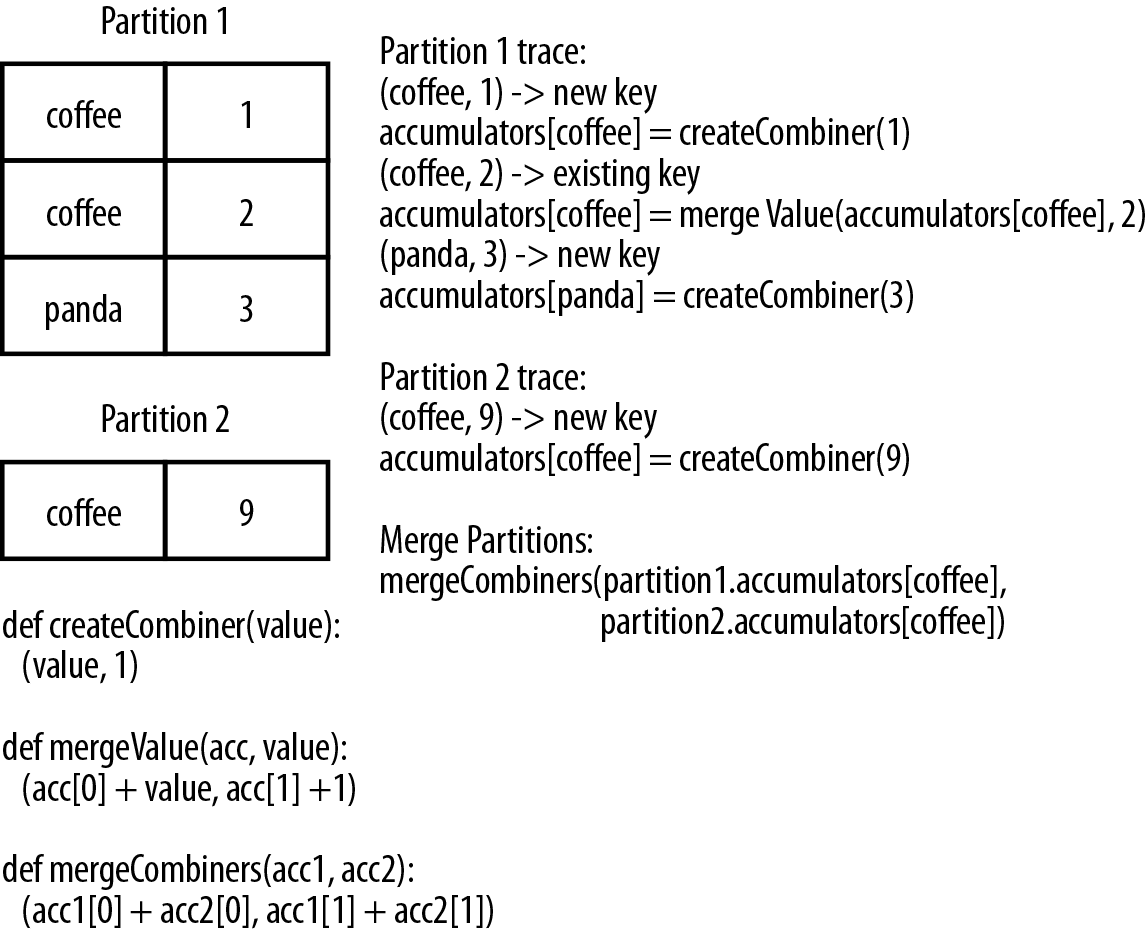 Partition 1
coffee 1
coffee 2
panda 3
Partition 2
coffee 9
def createCombiner(value):
(value, 1)
def mergeValue(acc, value):
(acc[0] + value, acc[1] +1)
def mergeCombiners(acc1, acc2):
(acc1[0] + acc2[0], acc1[1] + acc2[1])
Partition 1 trace:
(coffee, 1) -> new key
accumulators[coffee] = createCombiner(1)
(coffee, 2) -> existing key
accumulators[coffee] = merge Value(accumulators[coffee], 2)
(panda, 3) -> new key
accumulators[panda] = createCombiner(3)
Partition 2 trace:
(coffee, 9) -> new key
accumulators[coffee] = createCombiner(9)
Merge Partitions:
mergeCombiners(partition1.accumulators[coffee],
partition2.accumulators[coffee])